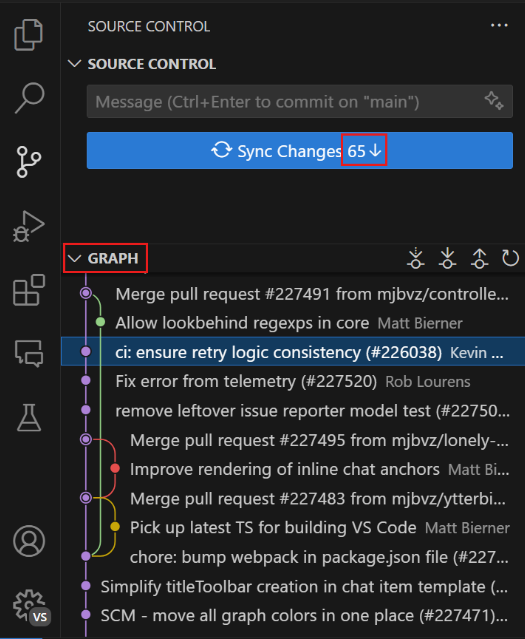 SOURCE CONTROL
SOURCE CONTROL
Message (Ctrl+Enter to commit on "main")
Sync Changes 65↓
GRAPH
Merge pull request #227491 from mjbvz/controlle...
Allow lookbehind regexps in core Matt Bierner
ci: ensure retry logic consistency (#226038) Kevin ...
Fix error from telemetry (#227520) Rob Lourens
remove leftover issue reporter model test (#22750...
Merge pull request #227495 from mjbvz/lonely-...
Improve rendering of inline chat anchors Matt Bi...
Merge pull request #227483 from mjbvz/ytterbi...
Pick up latest TS for building VS Code Matt Bierner
chore: bump webpack in package.json file (#227...
Simplify titleToolbar creation in chat item template (...
SCM - move all graph colors in one place (#227471)...
VS